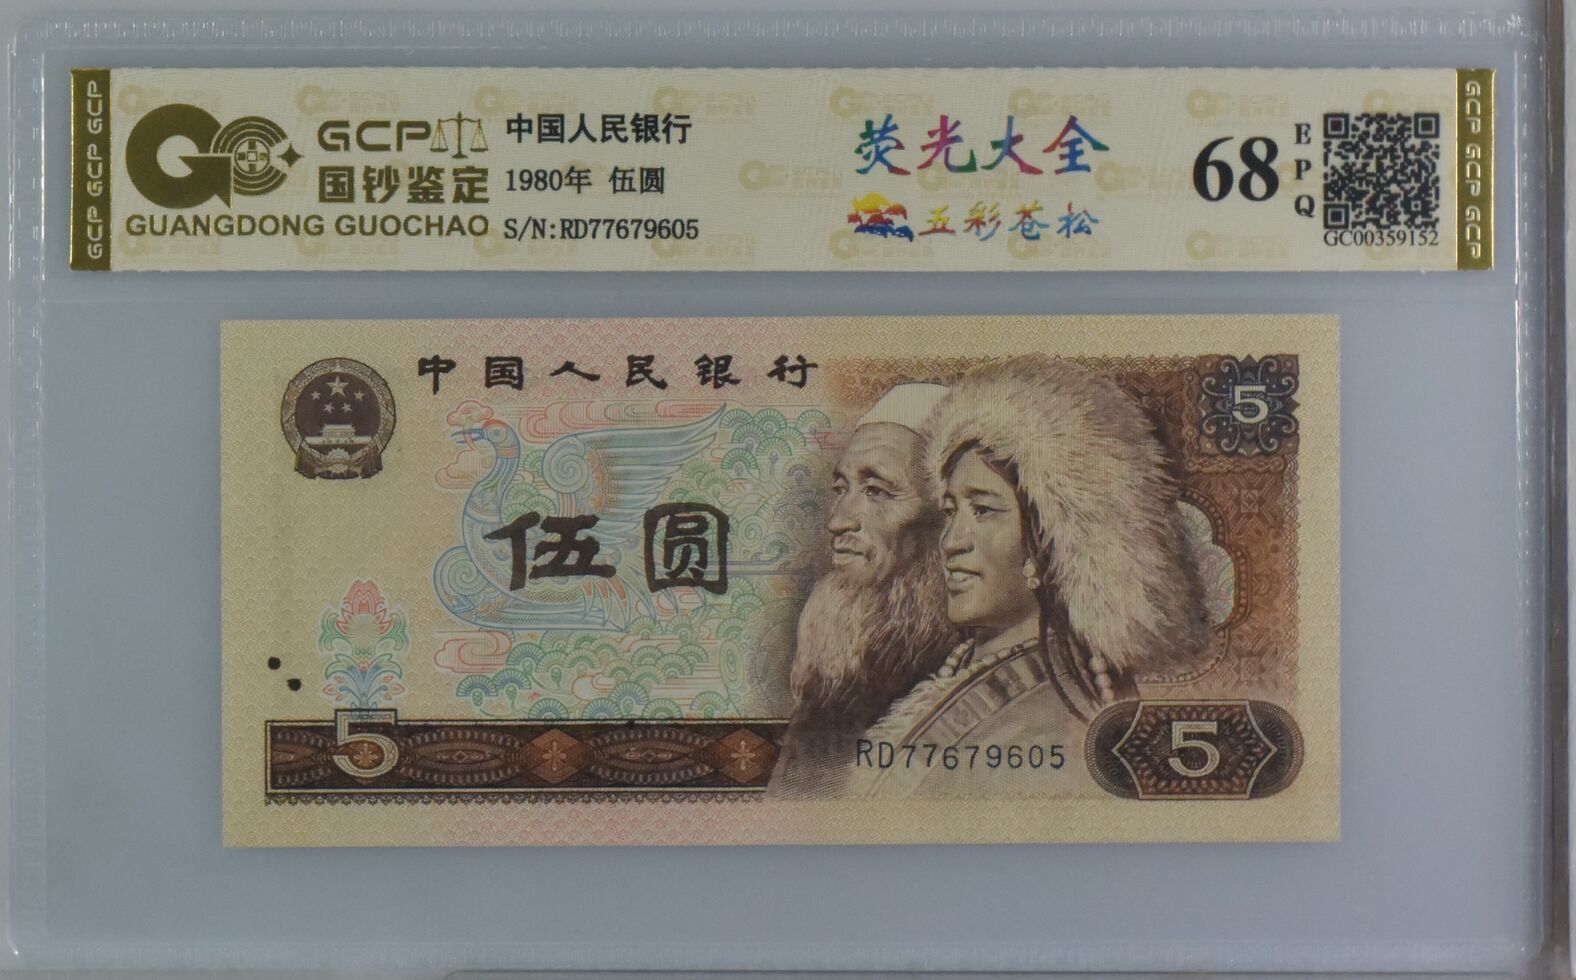 GCP GCP GCP
GCP
国钞鉴定
GUANGDONG GUOCHAO
中国人民银行
1980年 伍圆
S/N:RD77679605
荧光大全
五彩苍松
68
EPQ
GC00359152
GCP GCP GCP
中国人民银行
5
伍圆
5
RD77679605
5